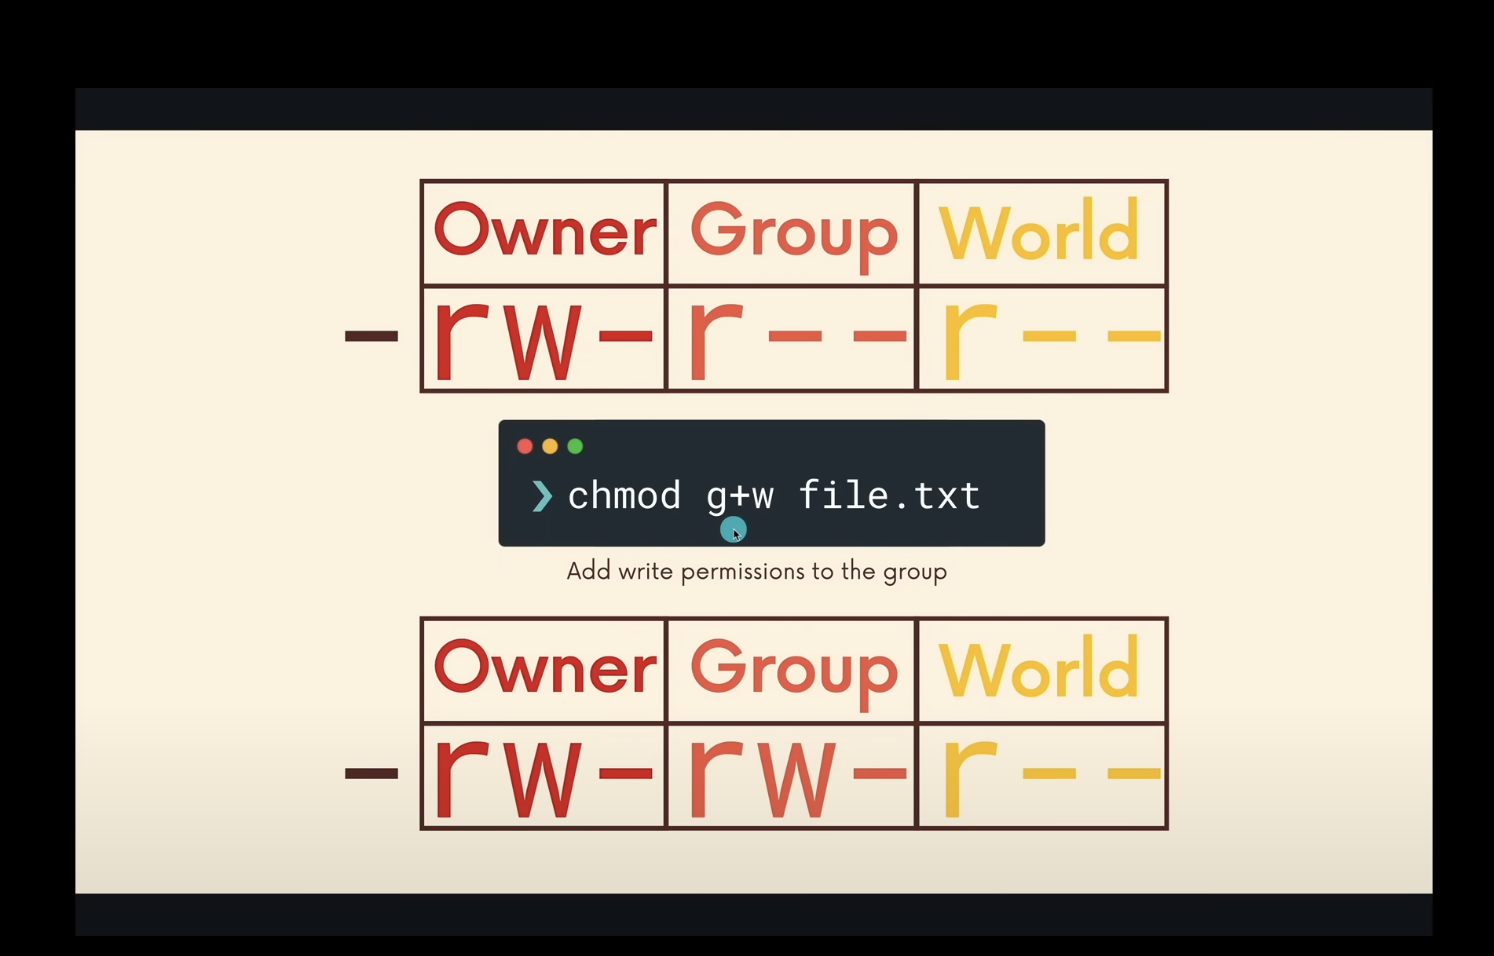 Owner Group World
-rw-r--r--
❯ chmod g+w file.txt
Add write permissions to the group
Owner Group World
-rw-rw-r--